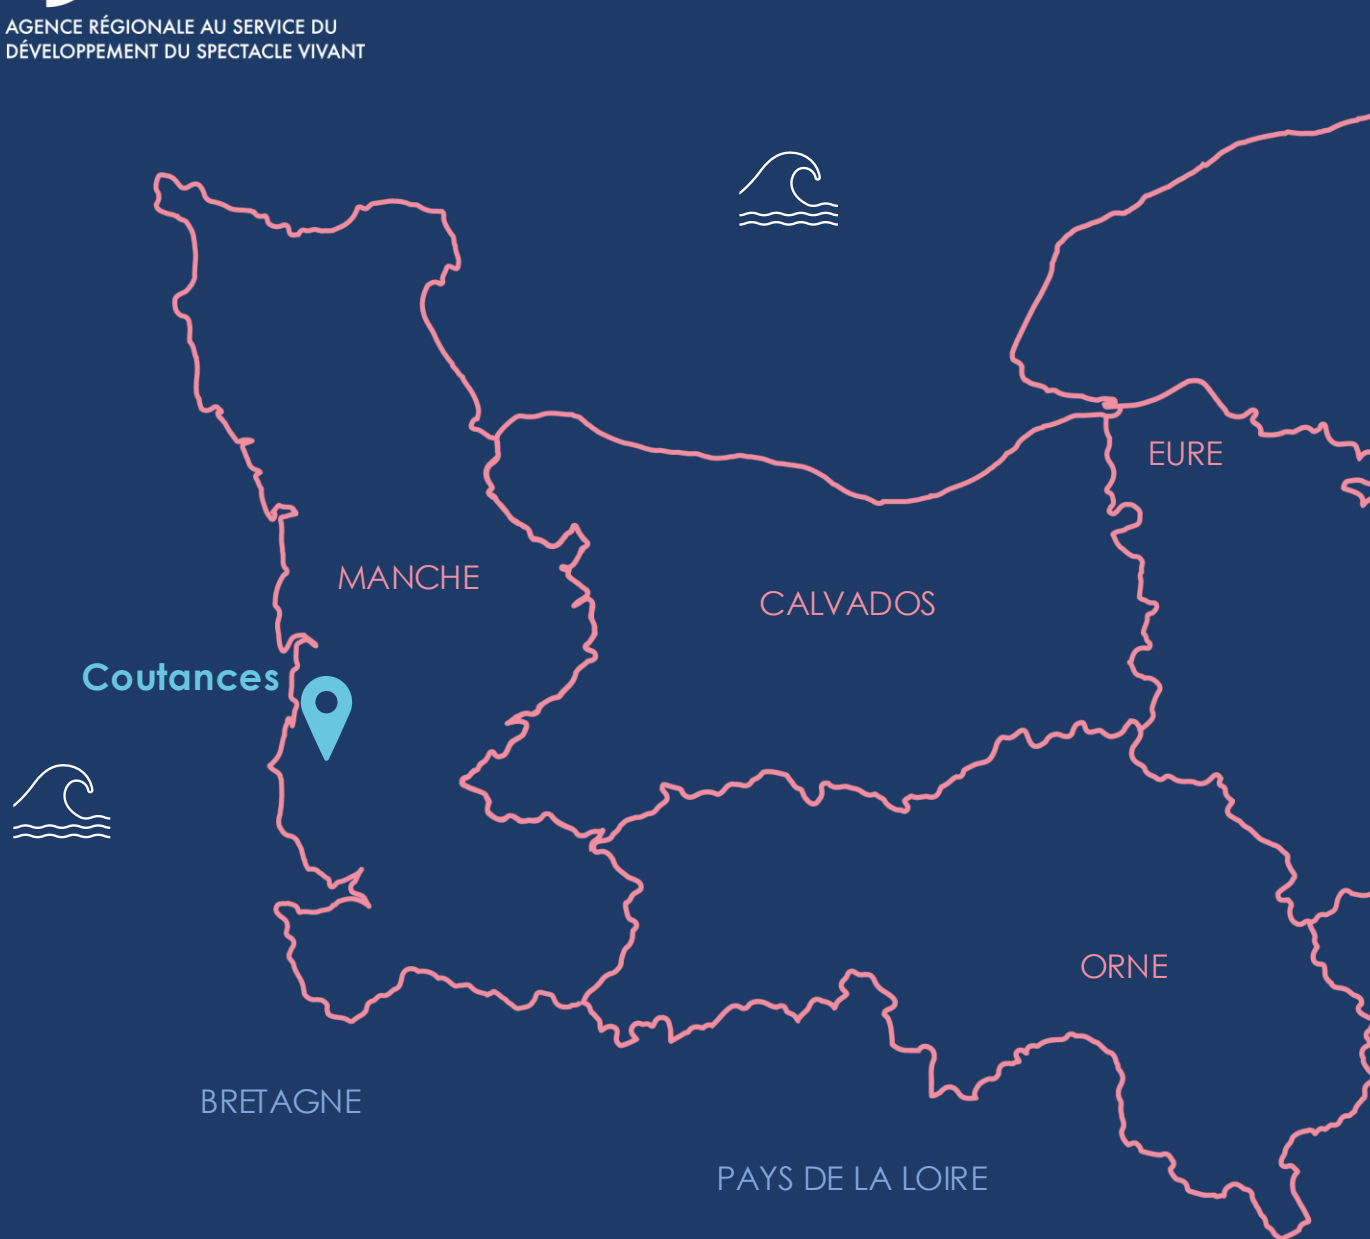 AGENCE RÉGIONALE AU SERVICE DU
DÉVELOPPEMENT DU SPECTACLE VIVANT
EURE
MANCHE
CALVADOS
Coutances
ORNE
BRETAGNE
PAYS DE LA LOIRE